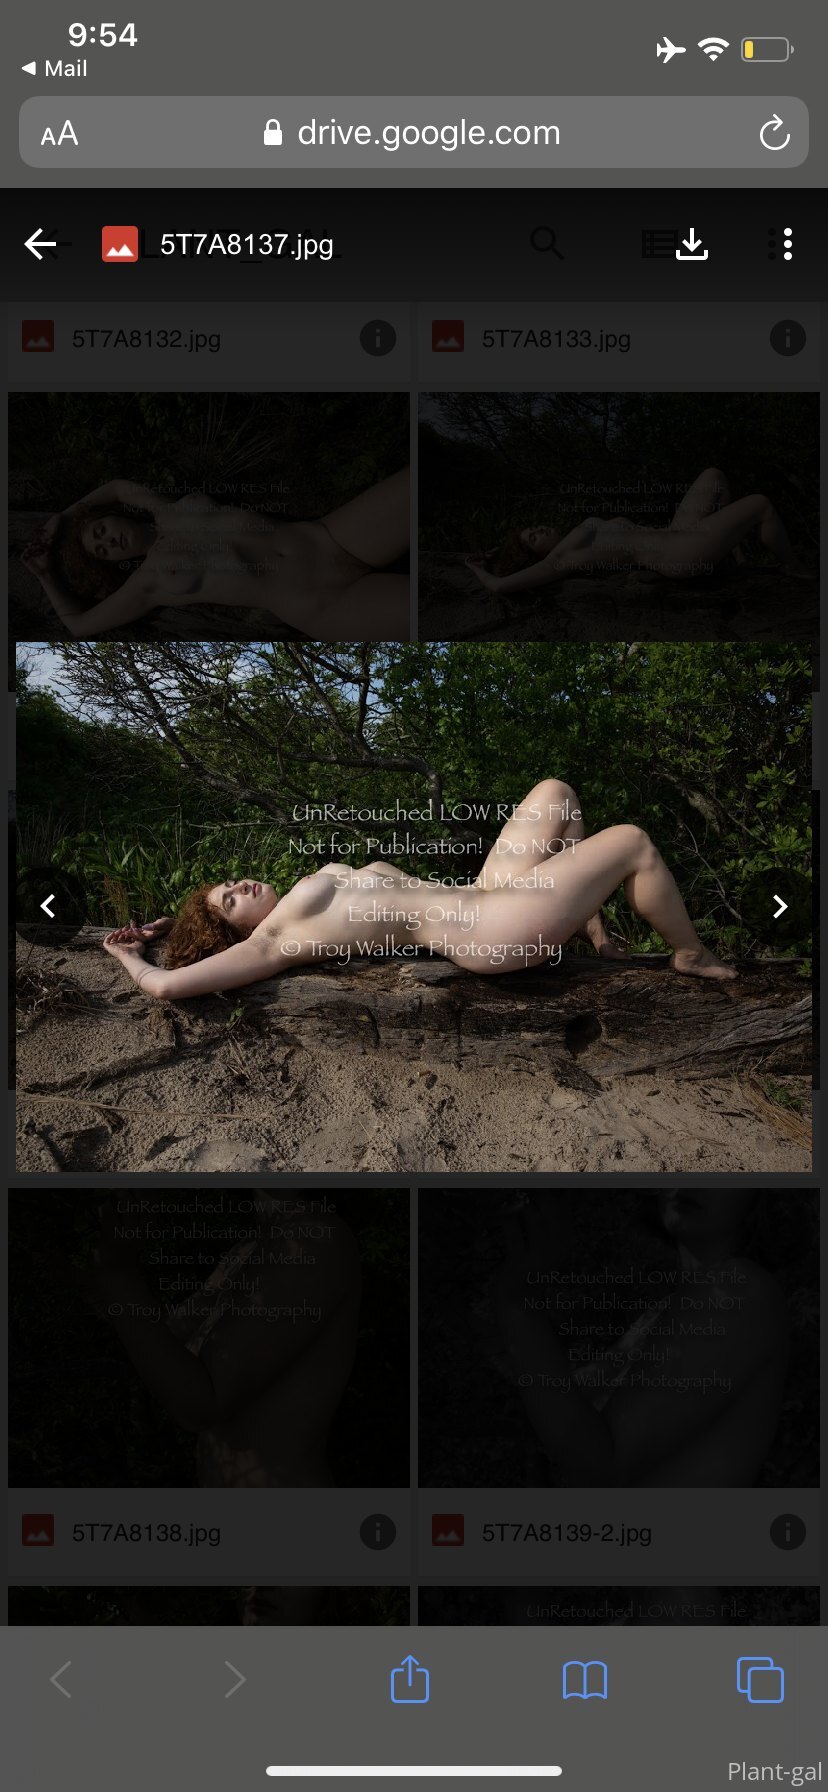 9:54
Mail
AA
drive.google.com
5T7A8137.jpg
5T7A8132.jpg
5T7A8133.jpg
UnRetouched LOW RES File
Not for Publication! Do NOT
Share to Social Media
Editing Only!
© Troy Walker Photography
UnRetouched LOW RES File
Not for Publication! Do NOT
Share to Social Media
Editing Only!
© Troy Walker Photography
UnRetouched LOW RES File
Not for Publication! Do NOT
Share to Social Media
Editing Only!
© Troy Walker Photography
UnRetouched LOW RES File
Not for Publication! Do NOT
Share to Social Media
Editing Only!
© Troy Walker Photography
UnRetouched LOW RES File
Not for Publication! Do NOT
Share to Social Media
Editing Only!
© Troy Walker Photography
5T7A8138.jpg
5T7A8139-2.jpg
UnRetouched LOW RES File
Plant-gal